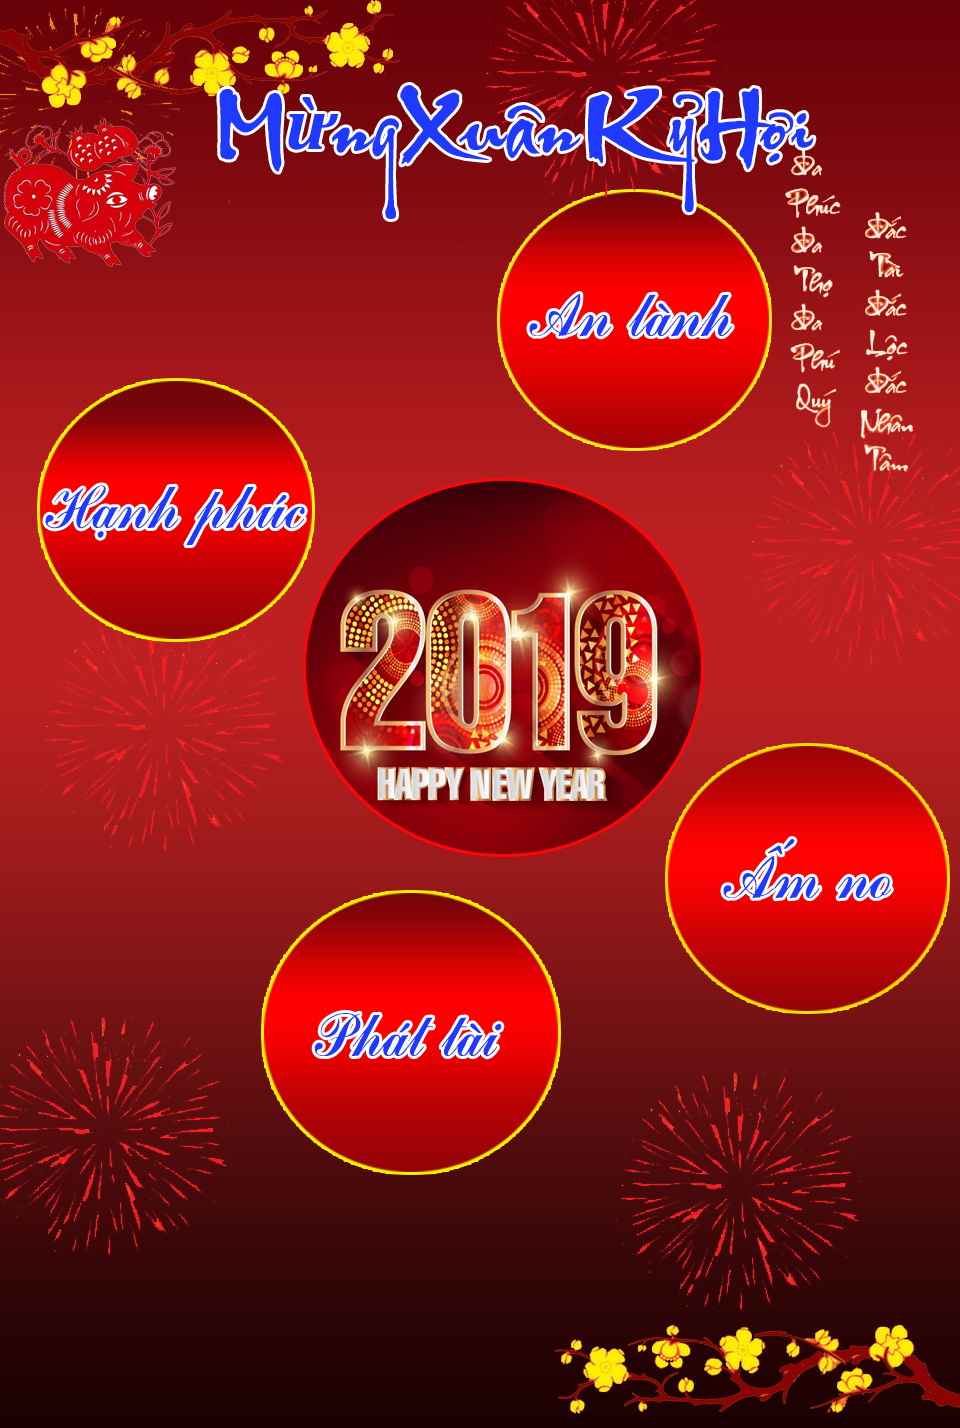 Mừng Xuân Kỷ Hợi
Đa
Phúc
Đa
Thọ
Đa
Phú
Quý
Đắc
Tài
Đắc
Lộc
Đắc
Nhân
Tâm
An lành
Hạnh phúc
2019
HAPPY NEW YEAR
Ấm no
Phát tài